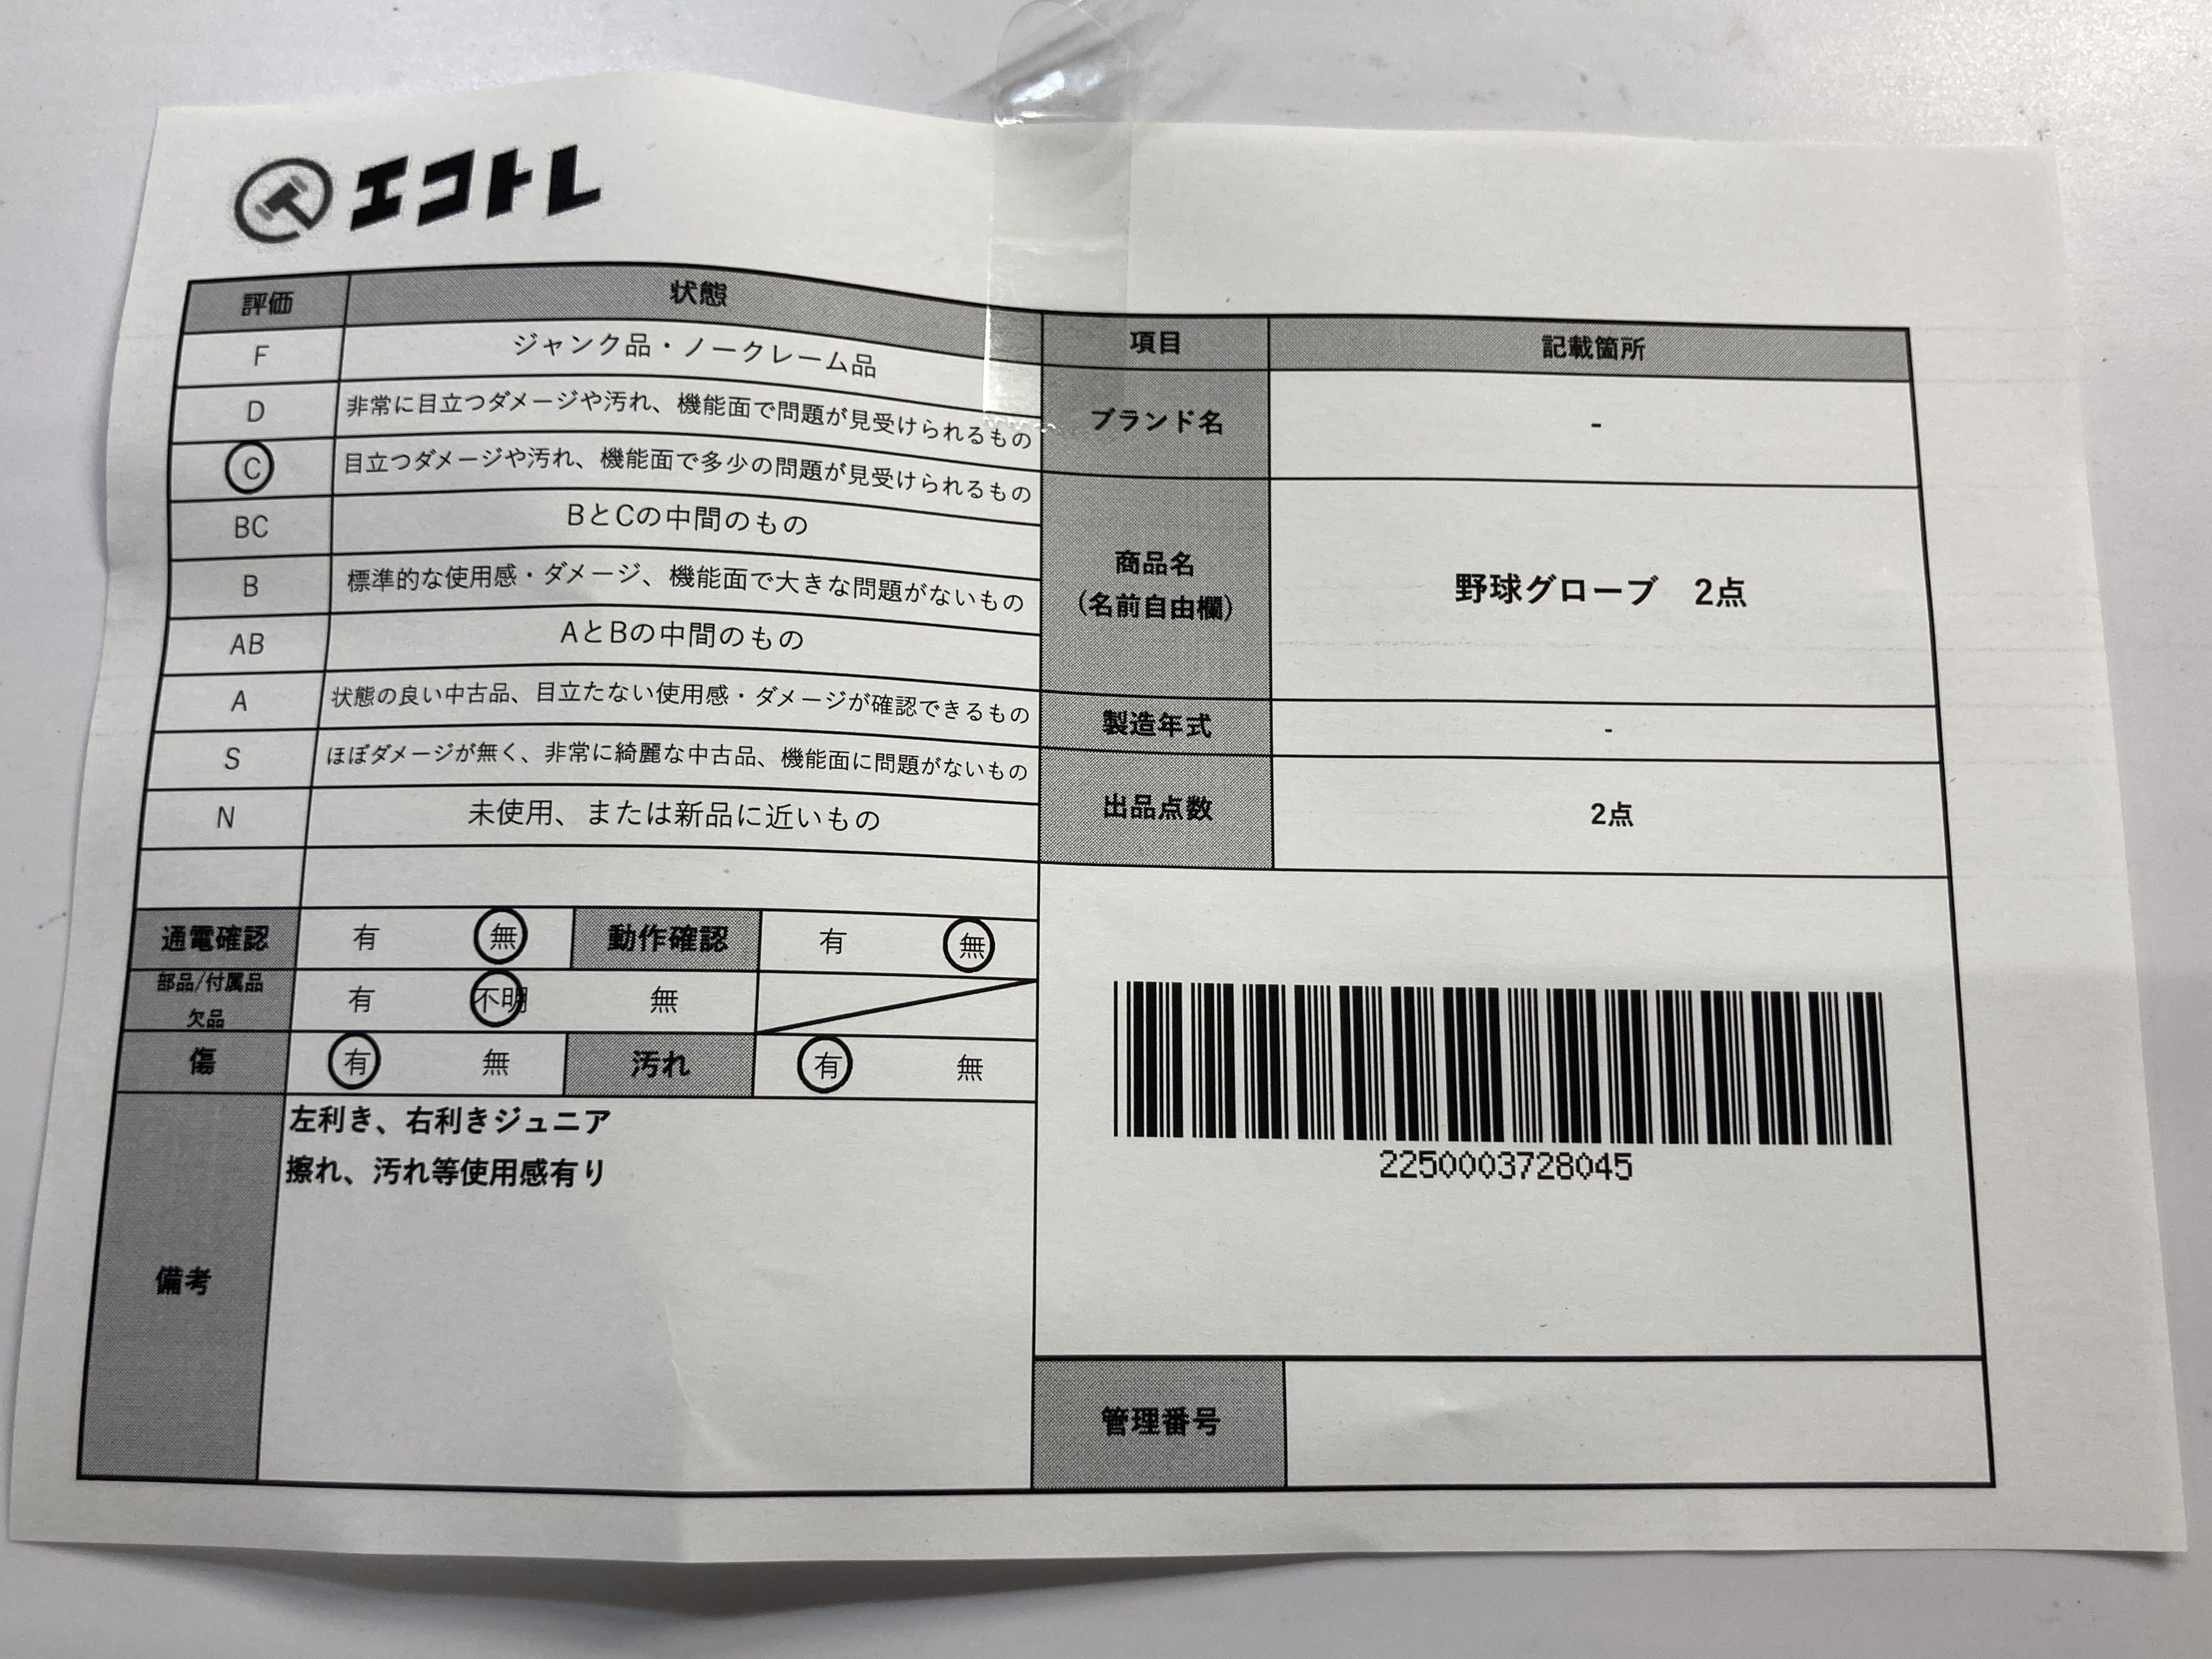 エコトレ
評価 状態
F ジャンク品・ノークレーム品
D 非常に目立つダメージや汚れ、機能面で問題が見受けられるもの
C 目立つダメージや汚れ、機能面で多少の問題が見受けられるもの
BC BとCの中間のもの
B 標準的な使用感・ダメージ、機能面で大きな問題がないもの
AB AとBの中間のもの
A 状態の良い中古品、目立たない使用感・ダメージが確認できるもの
S ほぼダメージが無く、非常に綺麗な中古品、機能面に問題がないもの
N 未使用、または新品に近いもの
通電確認 有 無 動作確認 有 無
部品/付属品
欠品
有 不明 無
傷 有 無 汚れ 有 無
備考
左利き、右利きジュニア
擦れ、汚れ等使用感有り
項目 記載箇所
ブランド名 -
商品名
(名前自由欄)
野球グローブ 2点
製造年式 -
出品点数 2点
2250003728045
管理番号